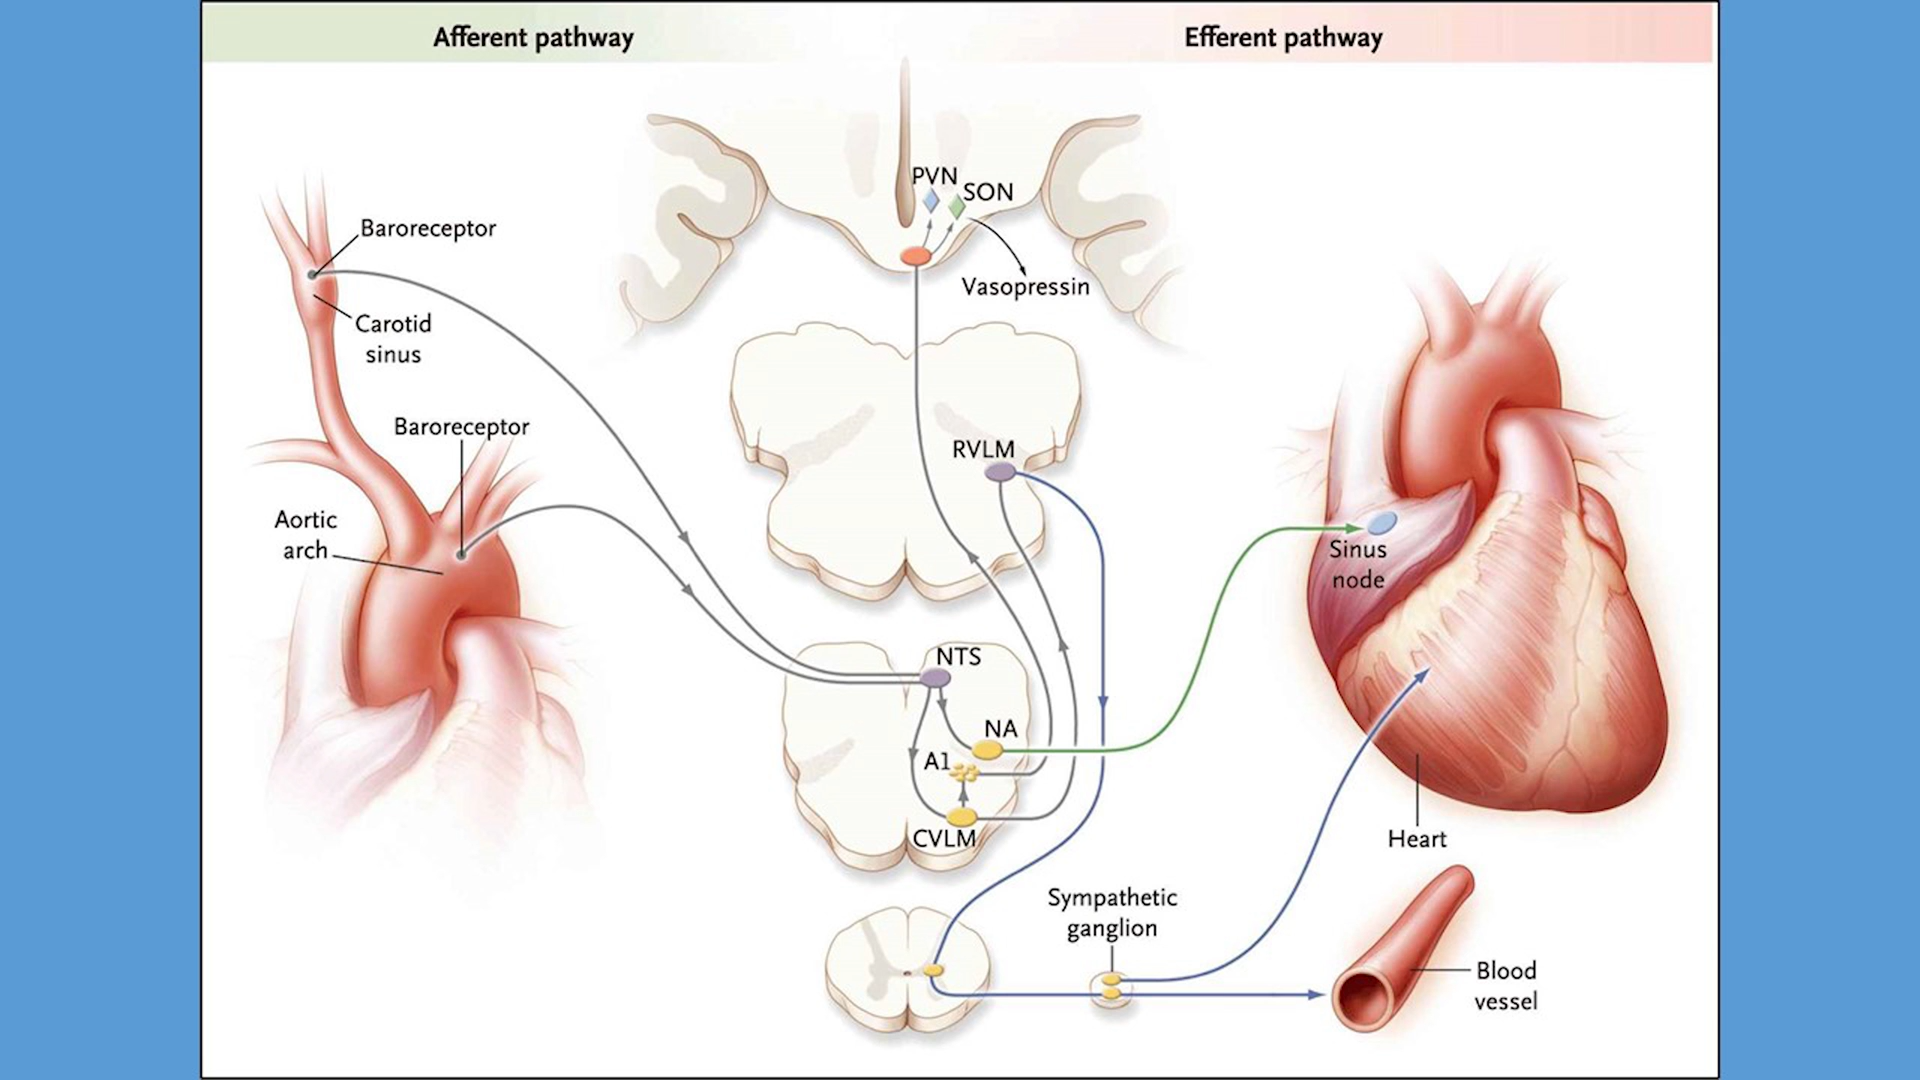 Afferent pathway
Efferent pathway
PVN
SON
Baroreceptor
Vasopressin
Carotid
sinus
Baroreceptor
RVLM
Aortic
arch
Sinus
node
NTS
NA
A1
CVLM
Heart
Sympathetic
ganglion
Blood
vessel